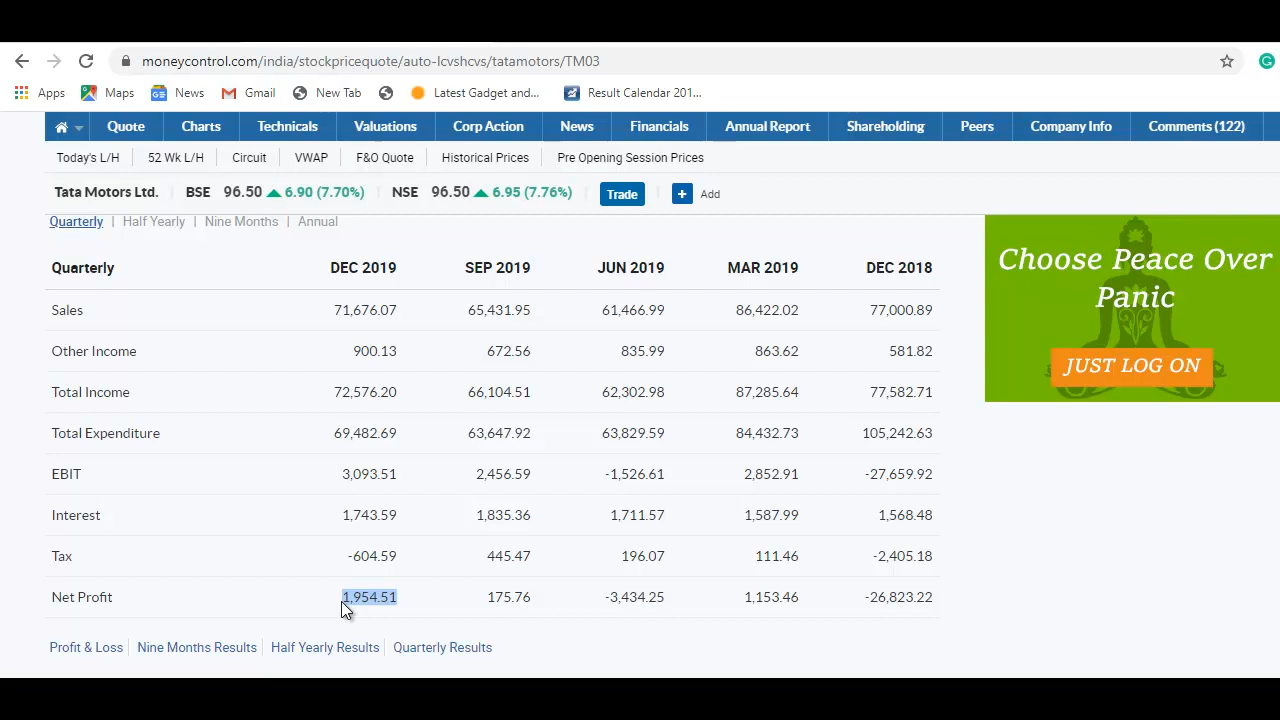 moneycontrol.com/india/stockpricequote/auto-lcvshcvs/tatamotors/TM03
Apps Maps News Gmail New Tab Latest Gadget and... Result Calendar 201...
Quote Charts Technicals Valuations Corp Action News Financials Annual Report Shareholding Peers Company Info Comments (122)
Today's L/H 52 Wk L/H Circuit VWAP F&O Quote Historical Prices Pre Opening Session Prices
Tata Motors Ltd. BSE 96.50 6.90 (7.70%) NSE 96.50 6.95 (7.76%) Trade + Add
Quarterly | Half Yearly | Nine Months | Annual
Quarterly DEC 2019 SEP 2019 JUN 2019 MAR 2019 DEC 2018
Sales 71,676.07 65,431.95 61,466.99 86,422.02 77,000.89
Other Income 900.13 672.56 835.99 863.62 581.82
Total Income 72,576.20 66,104.51 62,302.98 87,285.64 77,582.71
Total Expenditure 69,482.69 63,647.92 63,829.59 84,432.73 105,242.63
EBIT 3,093.51 2,456.59 -1,526.61 2,852.91 -27,659.92
Interest 1,743.59 1,835.36 1,711.57 1,587.99 1,568.48
Tax -604.59 445.47 196.07 111.46 -2,405.18
Net Profit 1,954.51 175.76 -3,434.25 1,153.46 -26,823.22
Profit & Loss Nine Months Results Half Yearly Results Quarterly Results
Choose Peace Over
Panic
JUST LOG ON